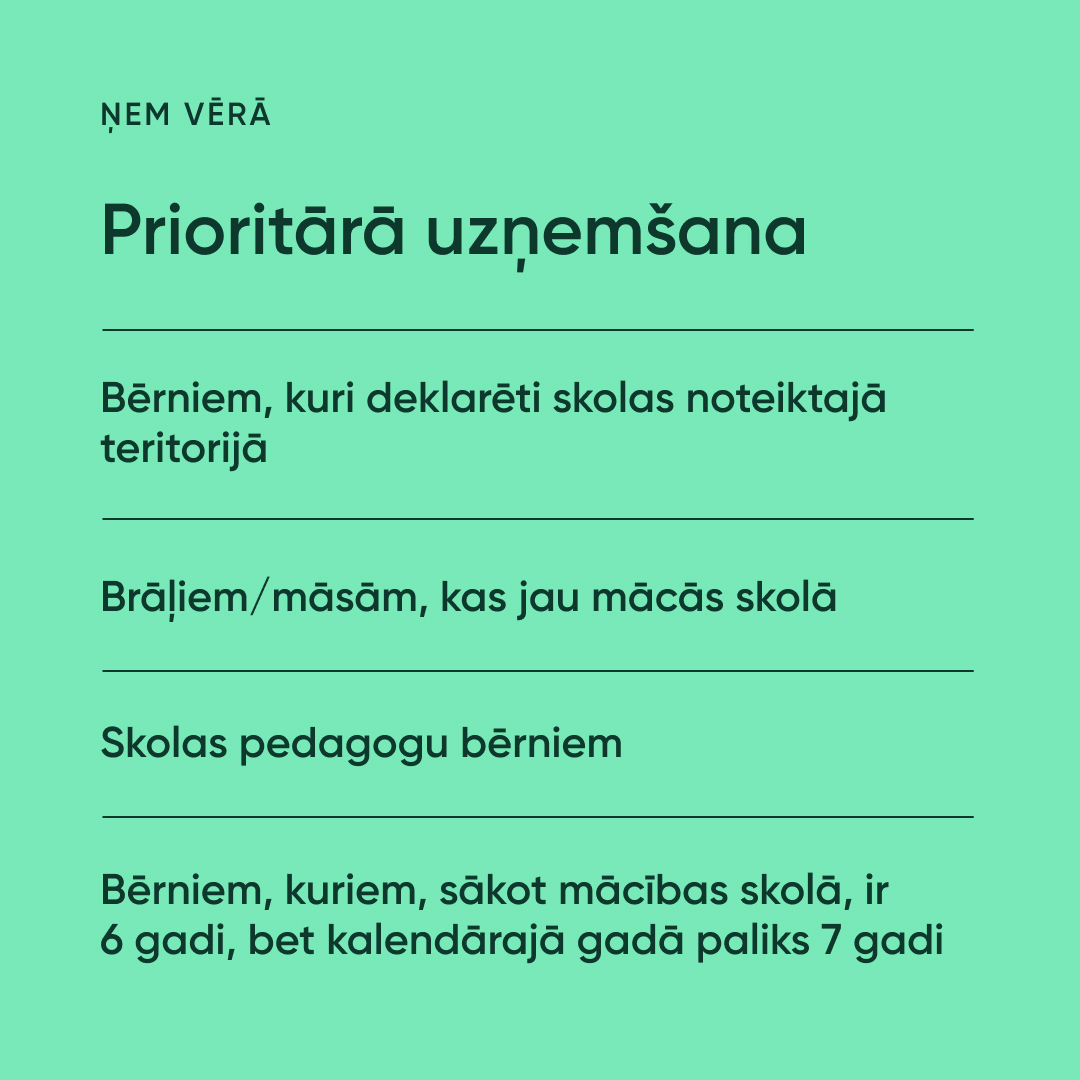 ŅEM VĒRĀ
Prioritārā uzņemšana
Bērniem, kuri deklarēti skolas noteiktajā
teritorijā
Brāļiem/māsām, kas jau mācās skolā
Skolas pedagogu bērniem
Bērniem, kuriem, sākot mācības skolā, ir
6 gadi, bet kalendārajā gadā paliks 7 gadi